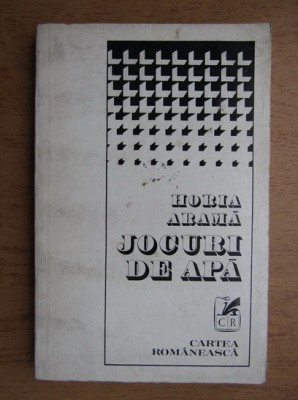 HORIA
ARAMĂ
JOCURI
DE APĂ
CR
CARTEA
ROMÂNEASCĂ